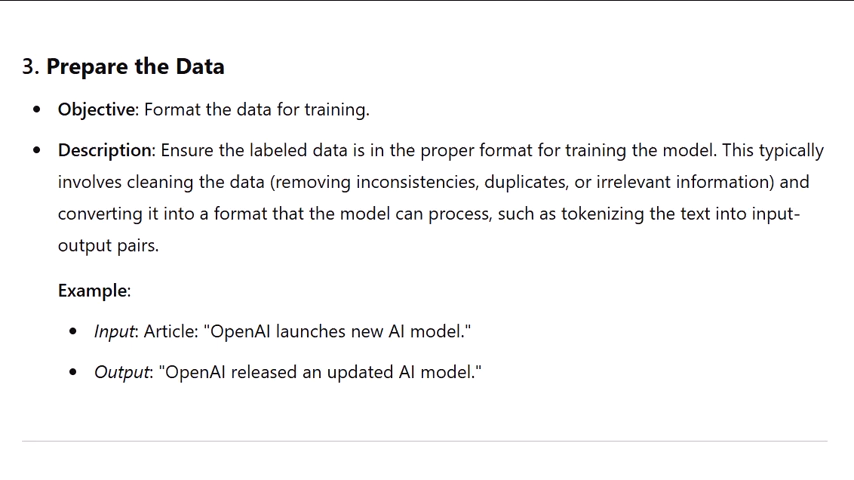 3. Prepare the Data
• Objective: Format the data for training.
• Description: Ensure the labeled data is in the proper format for training the model. This typically
involves cleaning the data (removing inconsistencies, duplicates, or irrelevant information) and
converting it into a format that the model can process, such as tokenizing the text into input-
output pairs.
Example:
• Input: Article: "OpenAI launches new AI model."
• Output: "OpenAI released an updated AI model."